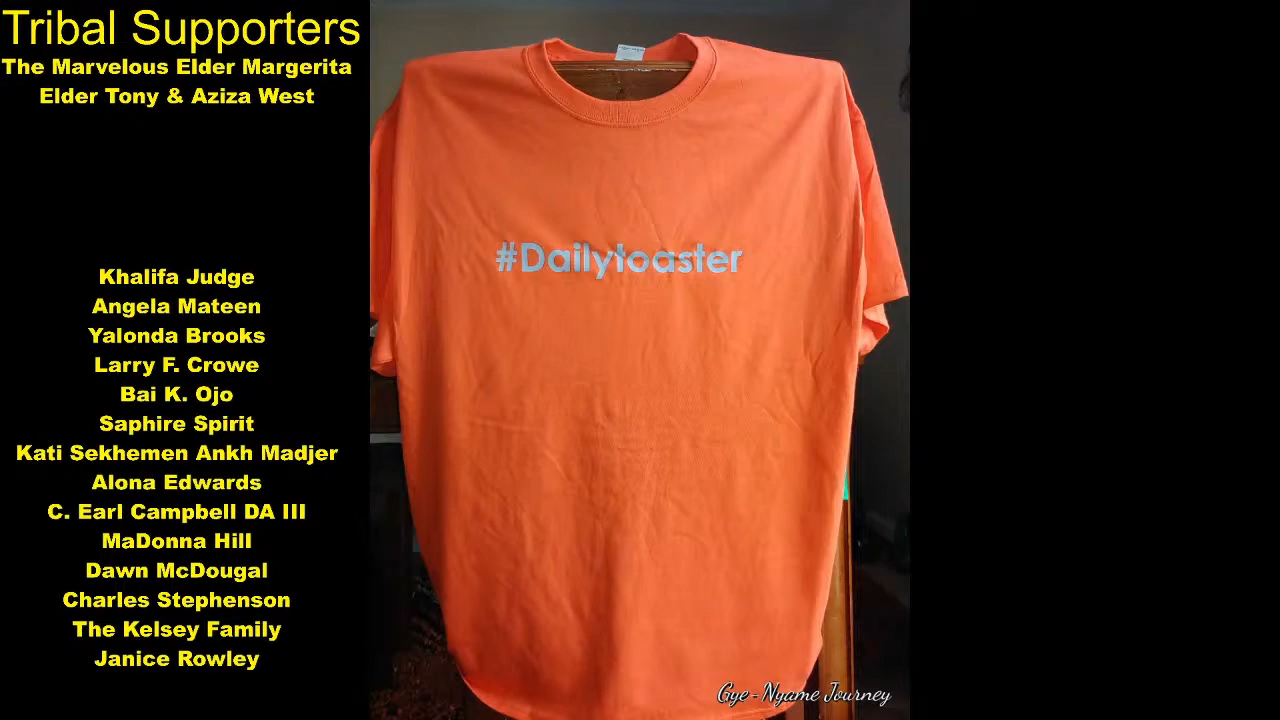 Tribal Supporters
The Marvelous Elder Margerita
Elder Tony & Aziza West
Khalifa Judge
Angela Mateen
Yalonda Brooks
Larry F. Crowe
Bai K. Ojo
Saphire Spirit
Kati Sekhemen Ankh Madjer
Alona Edwards
C. Earl Campbell DA III
MaDonna Hill
Dawn McDougal
Charles Stephenson
The Kelsey Family
Janice Rowley
#Dailytoaster
Gye - Nyame Journey